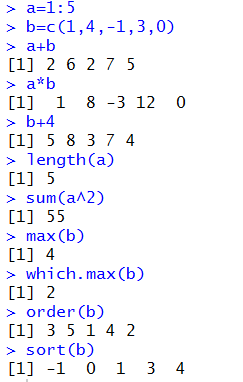 > a=1:5
> b=c(1,4,-1,3,0)
> a+b
[1] 2 6 2 7 5
> a*b
[1]  1  8 -3 12  0
> b+4
[1] 5 8 3 7 4
> length(a)
[1] 5
> sum(a^2)
[1] 55
> max(b)
[1] 4
> which.max(b)
[1] 2
> order(b)
[1] 3 5 1 4 2
> sort(b)
[1] -1  0  1  3  4